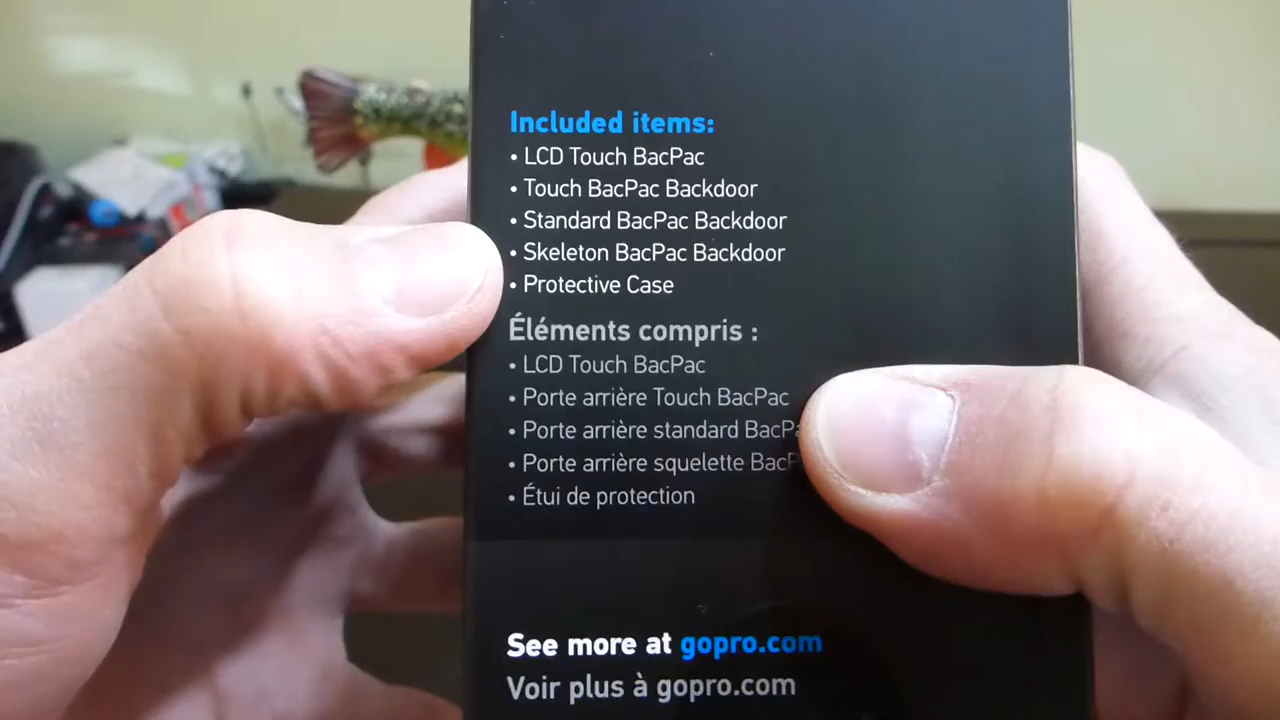 Included items:
• LCD Touch BacPac
• Touch BacPac Backdoor
• Standard BacPac Backdoor
• Skeleton BacPac Backdoor
• Protective Case
Éléments compris :
• LCD Touch BacPac
• Porte arrière Touch BacPac
• Porte arrière standard
• Porte arrière squelette
• Étui de protection
See more at gopro.com
Voir plus à gopro.com